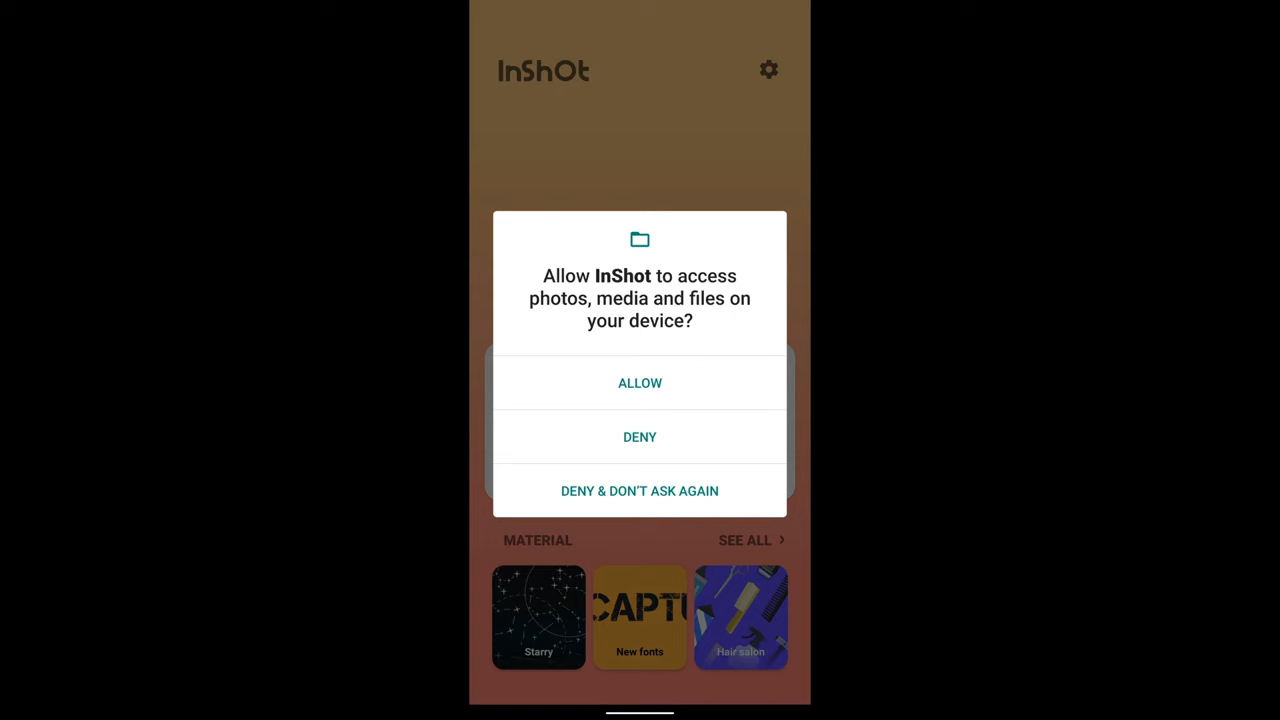 InShOt
Allow InShot to access
photos, media and files on
your device?
ALLOW
DENY
DENY & DON'T ASK AGAIN
MATERIAL
SEE ALL >
CAPTU
Starry
New fonts
Hair salon